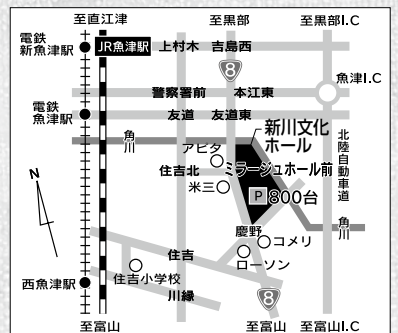 至直江津
至黒部
至黒部I.C
電鉄
新魚津駅
JR魚津駅
上村木
吉島西
8
魚津I.C
警察署前
本江東
電鉄
魚津駅
友道
友道東
角川
アピタ
新川文化
ホール
住吉北
ミラージュホール前
米三
P
800台
北陸自動車道
角川
N
慶野
コメリ
住吉
ローソン
住吉小学校
西魚津駅
川縁
8
至富山
至富山
至富山I.C